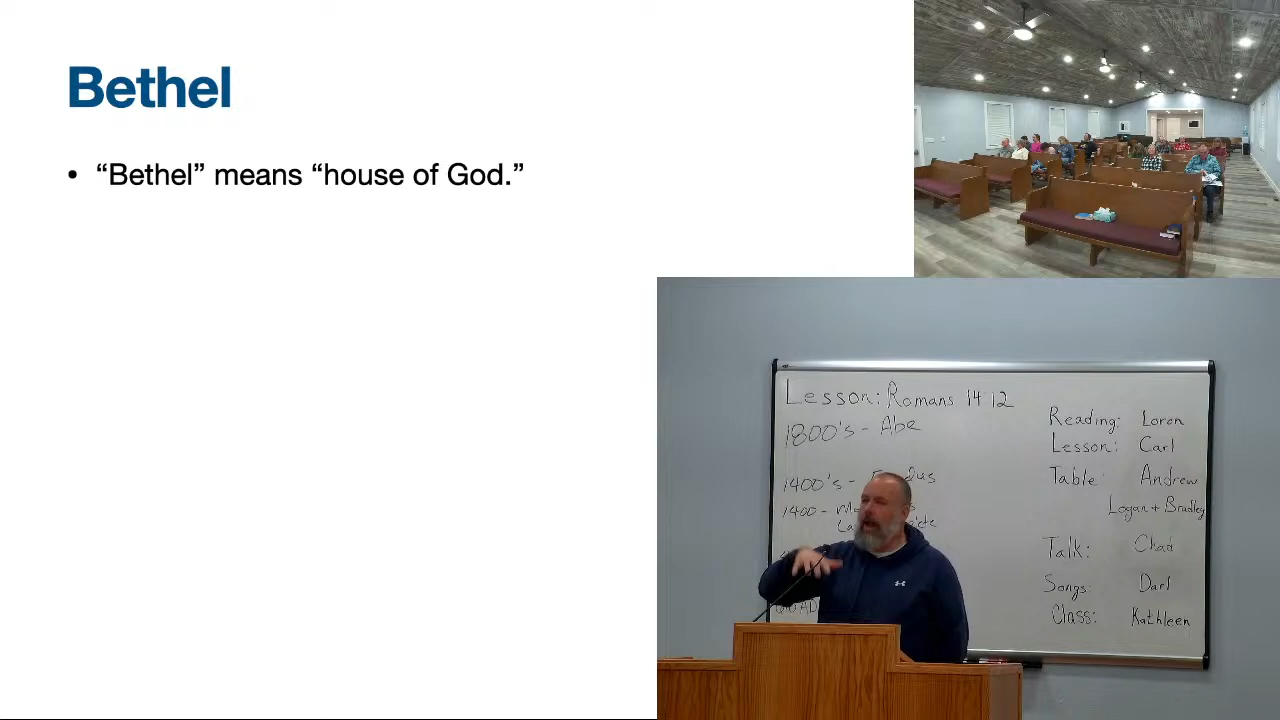 Bethel
• “Bethel” means “house of God.”
Lesson: Romans 14 12
1800's - Abe
1400's -
1400 -
Reading: Loren
Lesson: Carl
Table: Andrew
Logan + Bradley
Talk: Chad
Songs: Darl
Class: Kathleen